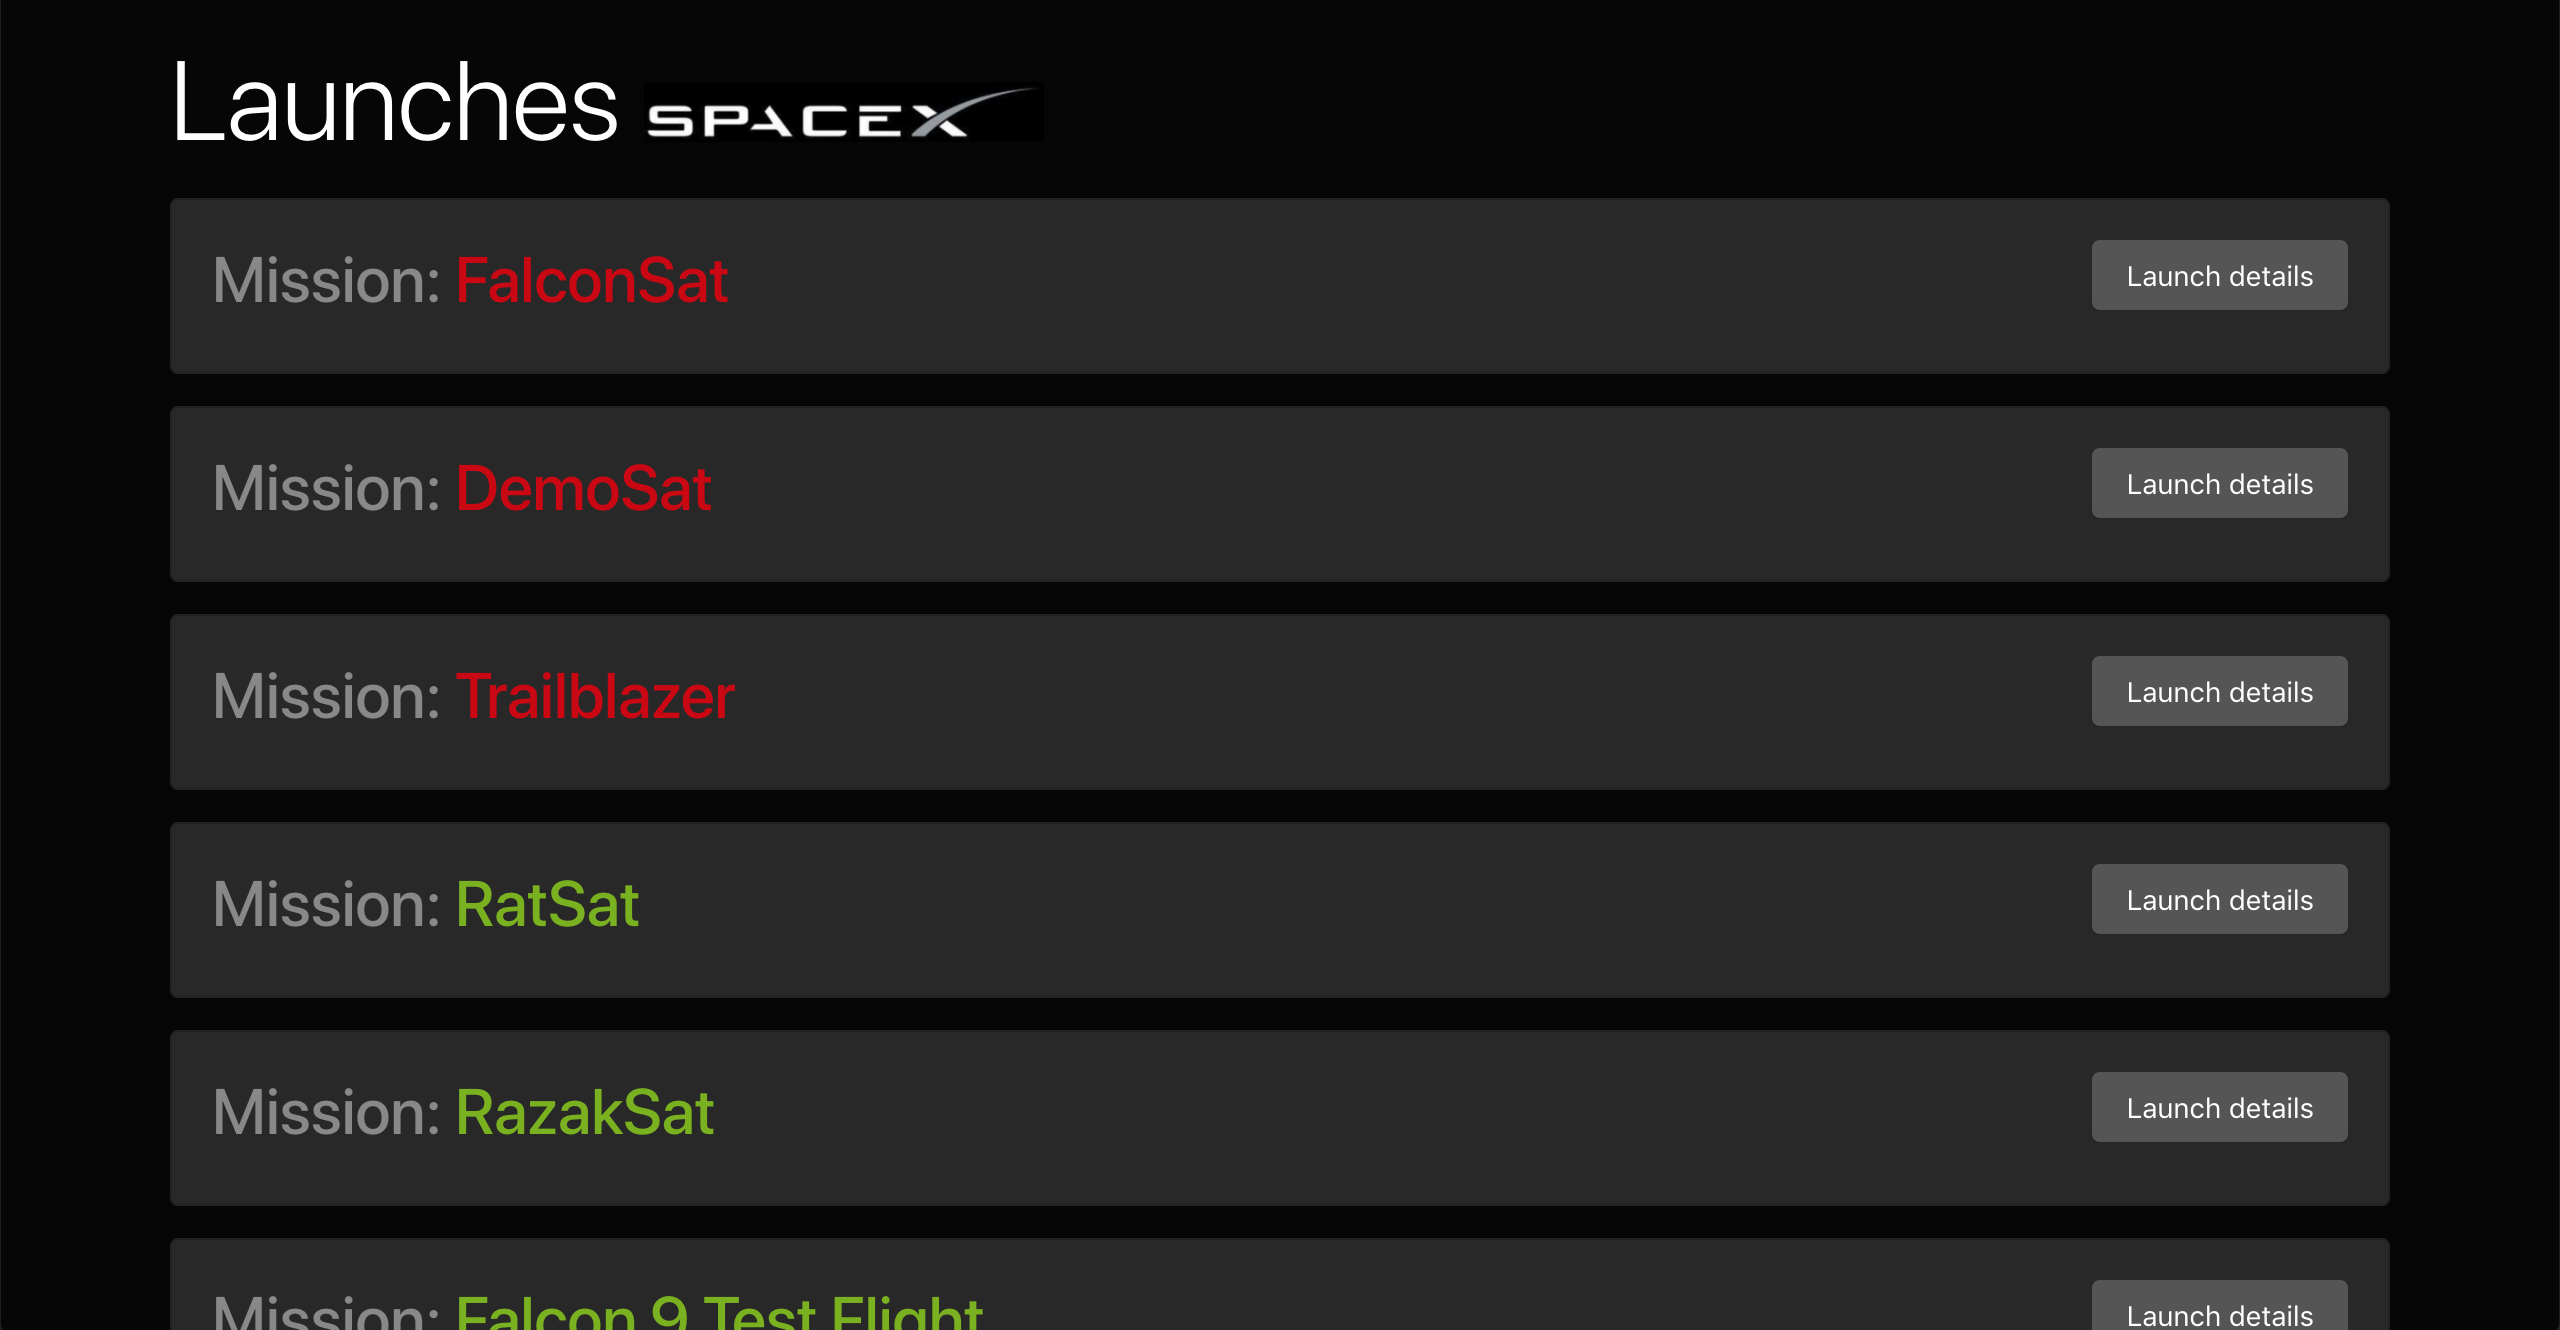 Launches SPACEX
Mission: FalconSat
Launch details
Mission: DemoSat
Launch details
Mission: Trailblazer
Launch details
Mission: RatSat
Launch details
Mission: RazakSat
Launch details
Mission: Falcon 9 Test Flight
Launch details